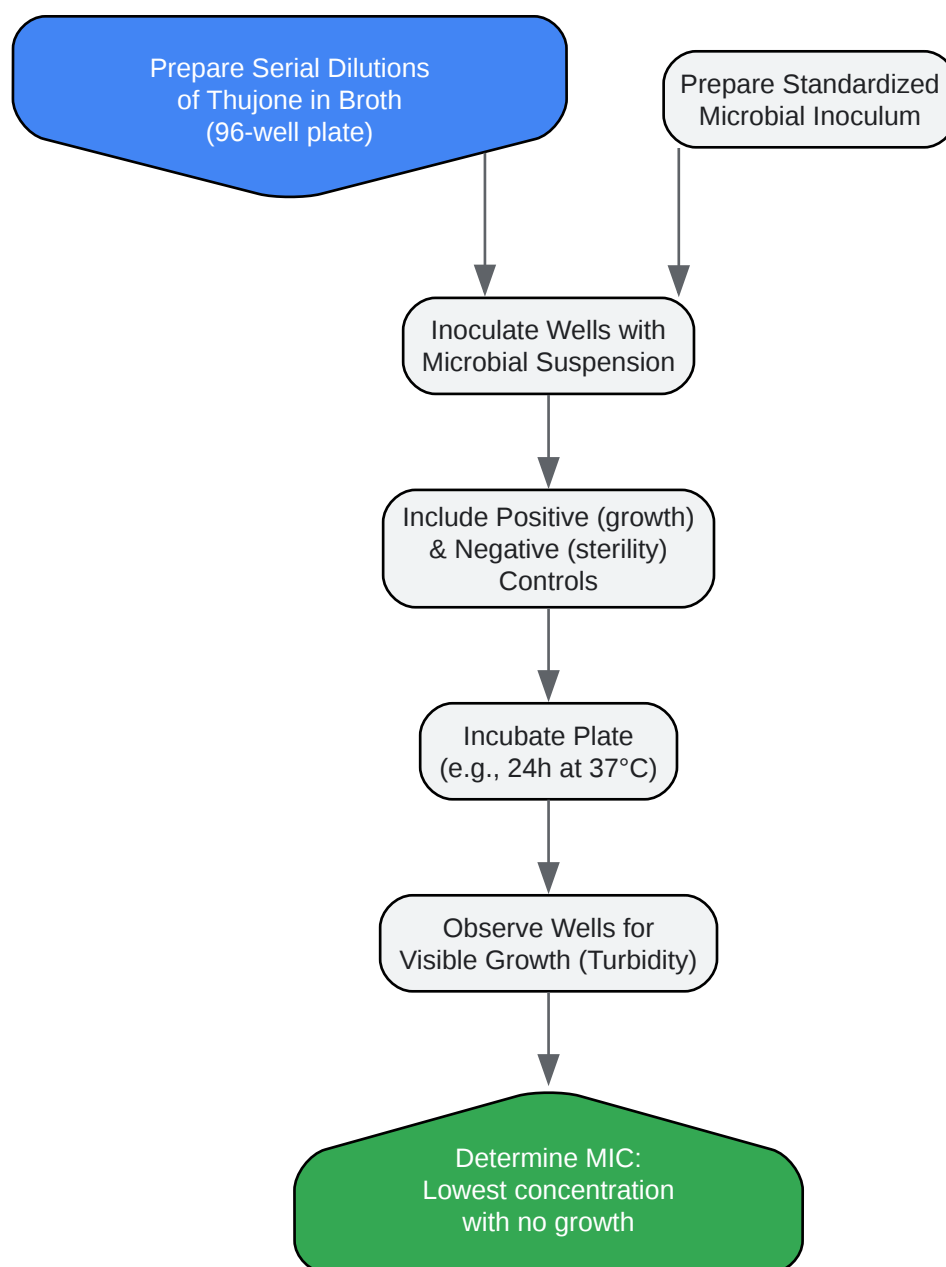 Prepare Serial Dilutions
of Thujone in Broth
(96-well plate)
Prepare Standardized
Microbial Inoculum
Inoculate Wells with
Microbial Suspension
Include Positive (growth)
& Negative (sterility)
Controls
Incubate Plate
(e.g., 24h at 37°C)
Observe Wells for
Visible Growth (Turbidity)
Determine MIC:
Lowest concentration
with no growth